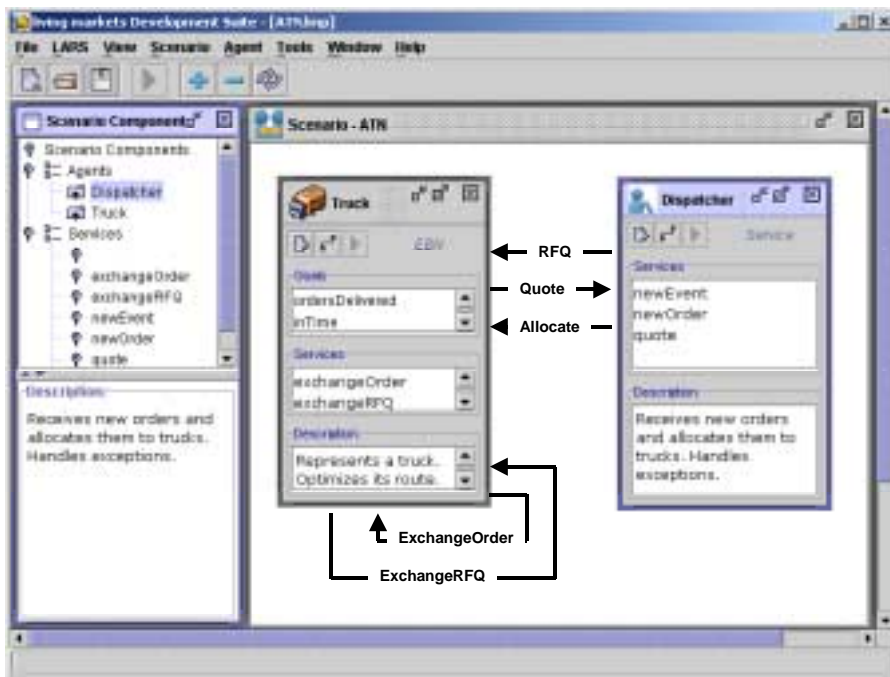 living markets Development Suite - [ATN.lmp]
File LARS View Scenario Agent Tools Window Help
Scenario Components
Scenario Components
Agents
Dispatcher
Truck
Services
exchangeOrder
exchangeRFQ
newEvent
newOrder
quote
Description
Receives new orders and
allocates them to trucks.
Handles exceptions.
Scenario - ATN
Truck
Goals
ordersDelivered
inTime
Services
exchangeOrder
exchangeRFQ
Description
Represents a truck.
Optimizes its route.
RFQ
Quote
Allocate
ExchangeOrder
ExchangeRFQ
Dispatcher
Service
Services
newEvent
newOrder
quote
Description
Receives new orders
and allocates them to
trucks. Handles
exceptions.